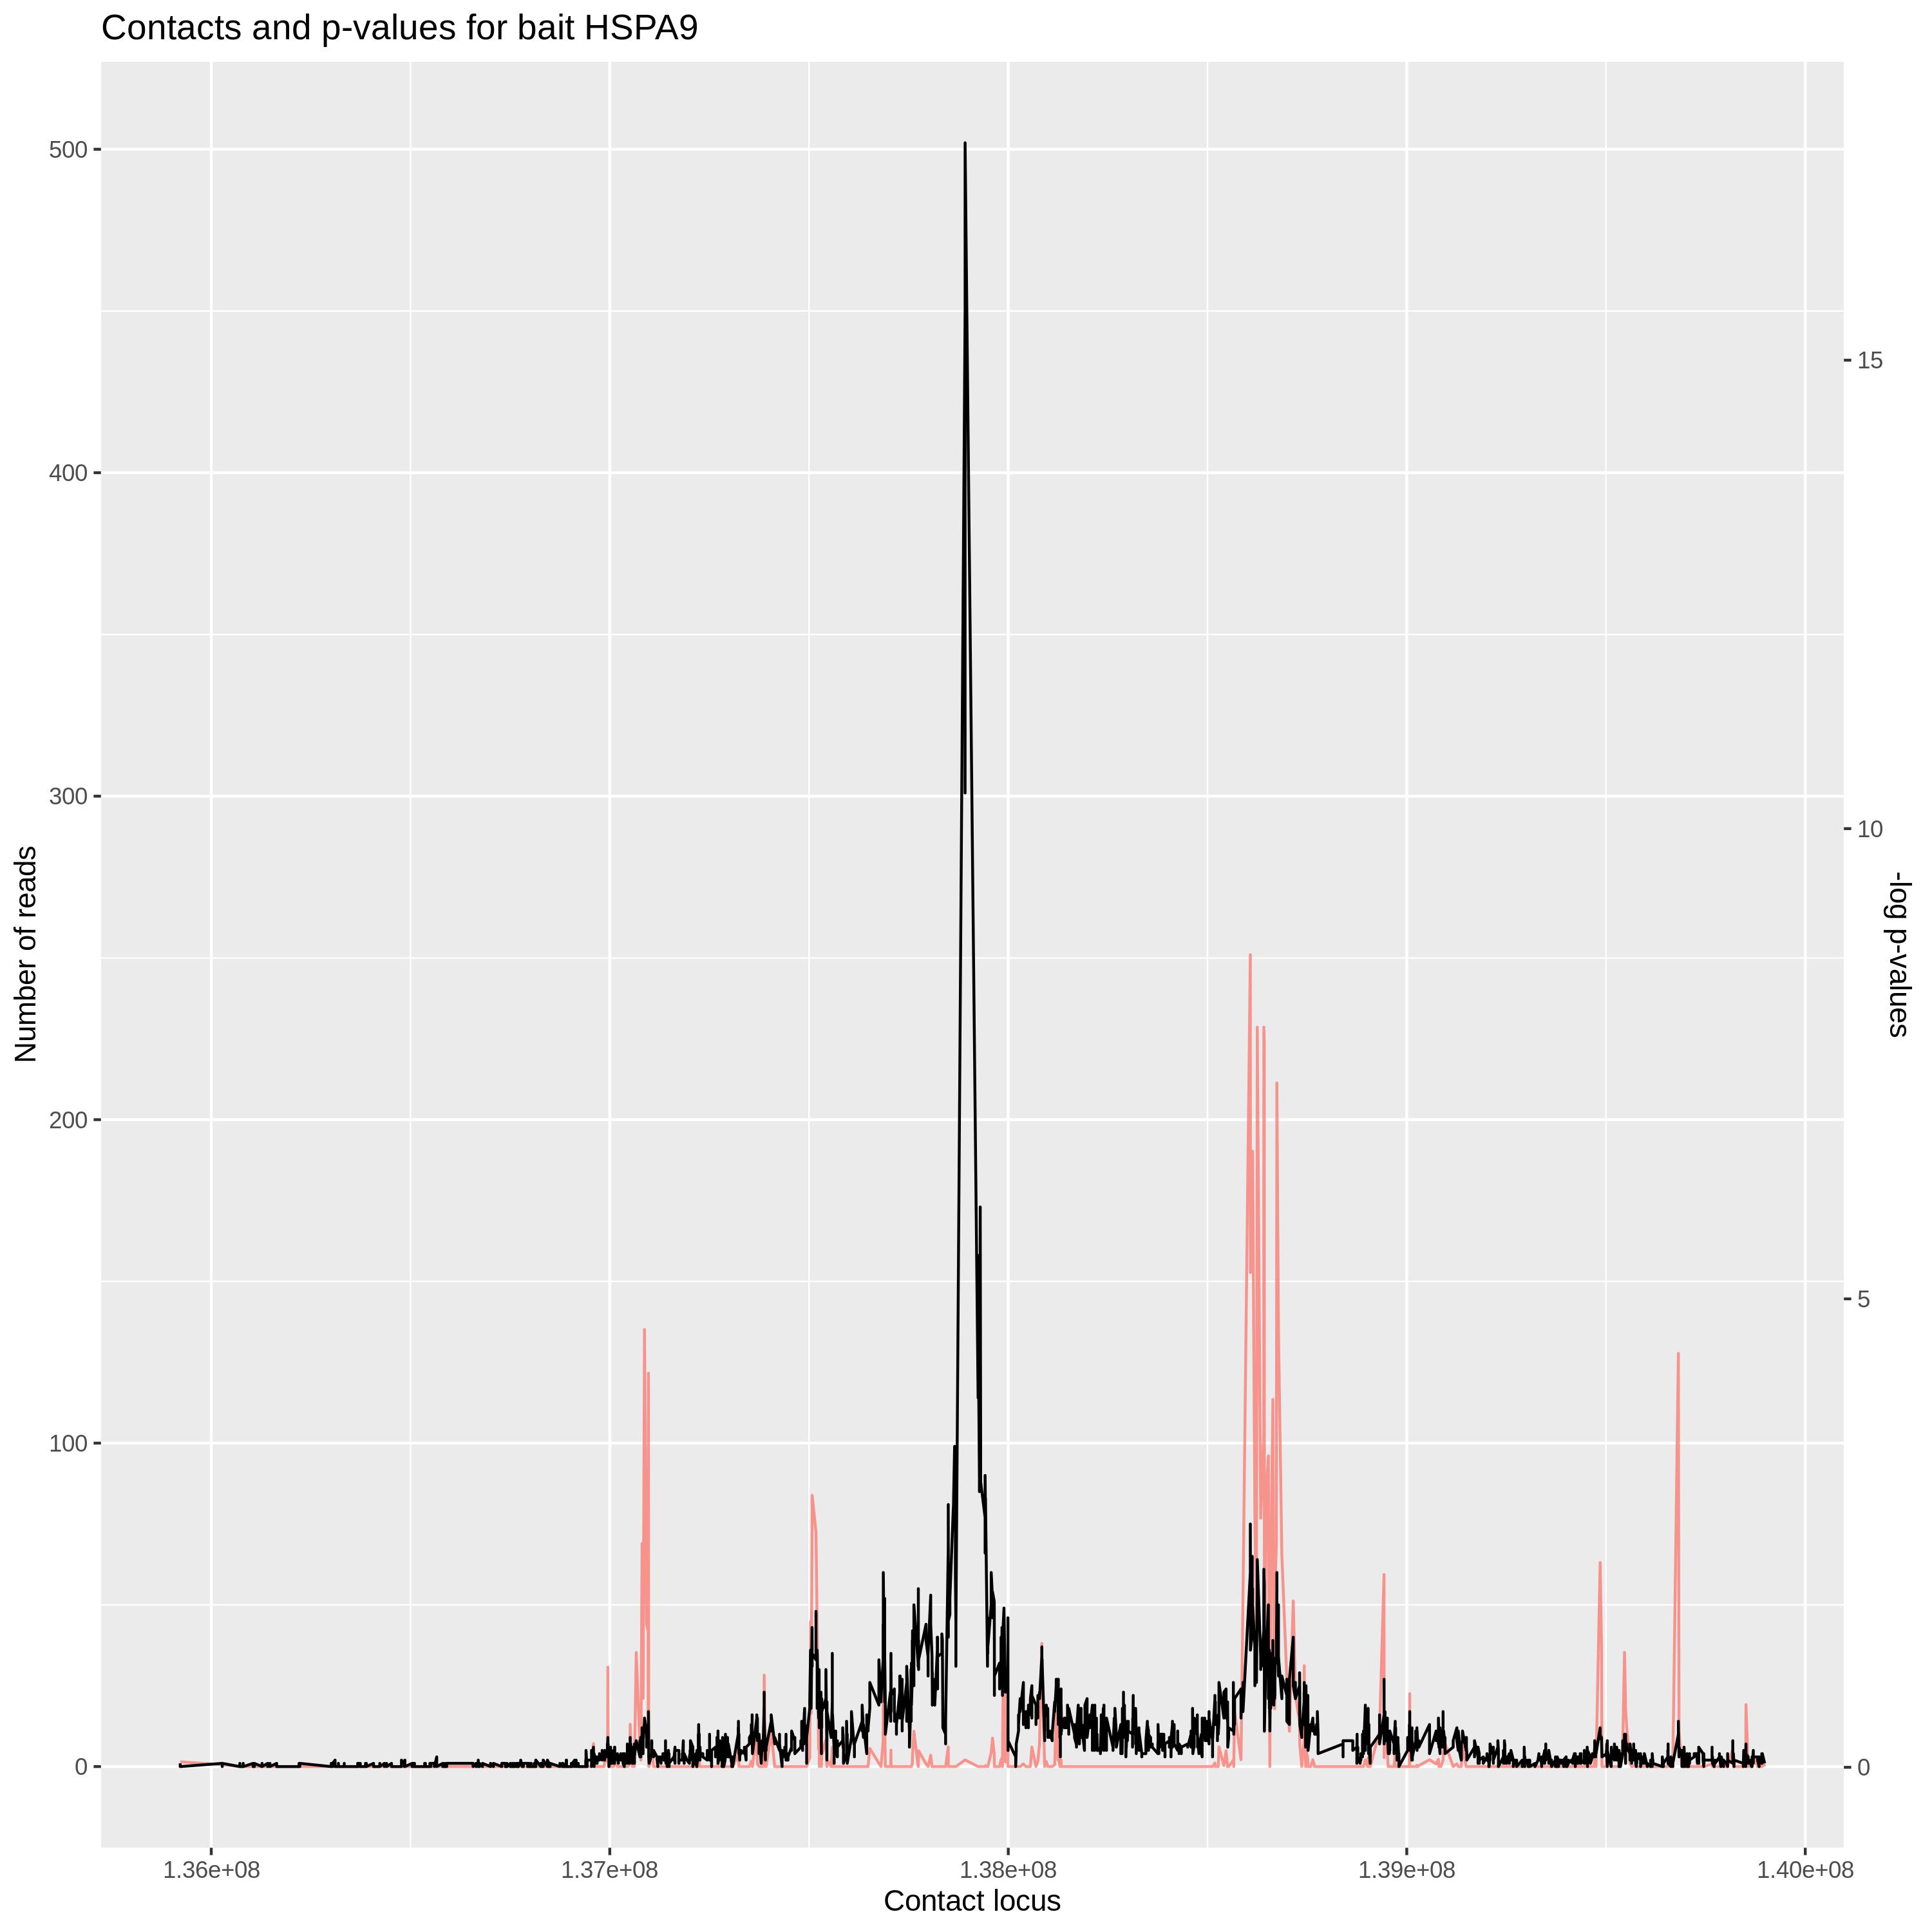 Contacts and p-values for bait HSPA9
500
400
300
200
100
0
Number of reads
15
10
5
0
-log p-values
1.36e+08
1.37e+08
1.38e+08
1.39e+08
1.40e+08
Contact locus